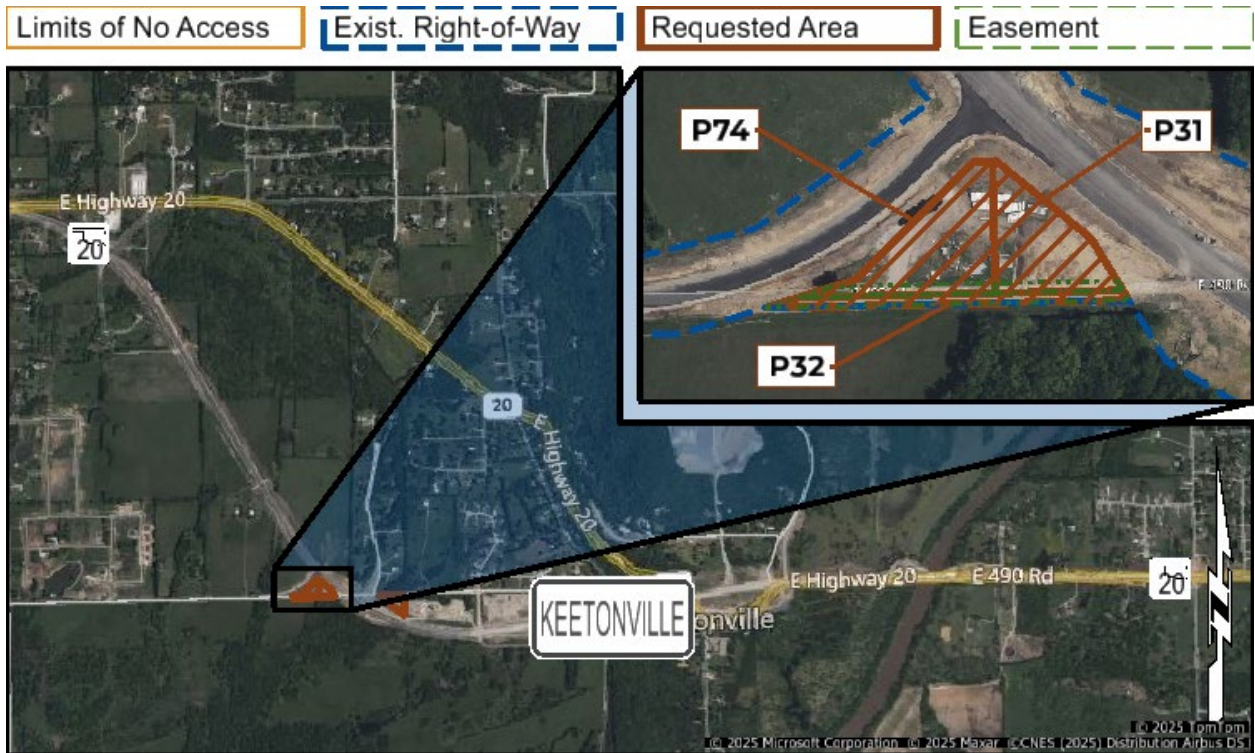 Limits of No Access
Exist. Right-of-Way
Requested Area
Easement
E Highway 20
20
P74
P31
E 490 R
P32
20
E Highway 20
E Highway 20
E 490 Rd
20
KEETONVILLE
onville
© 2025 TomTom
© 2025 Microsoft Corporation © 2025 Maxar ©CNES (2025) Distribution Airbus DS